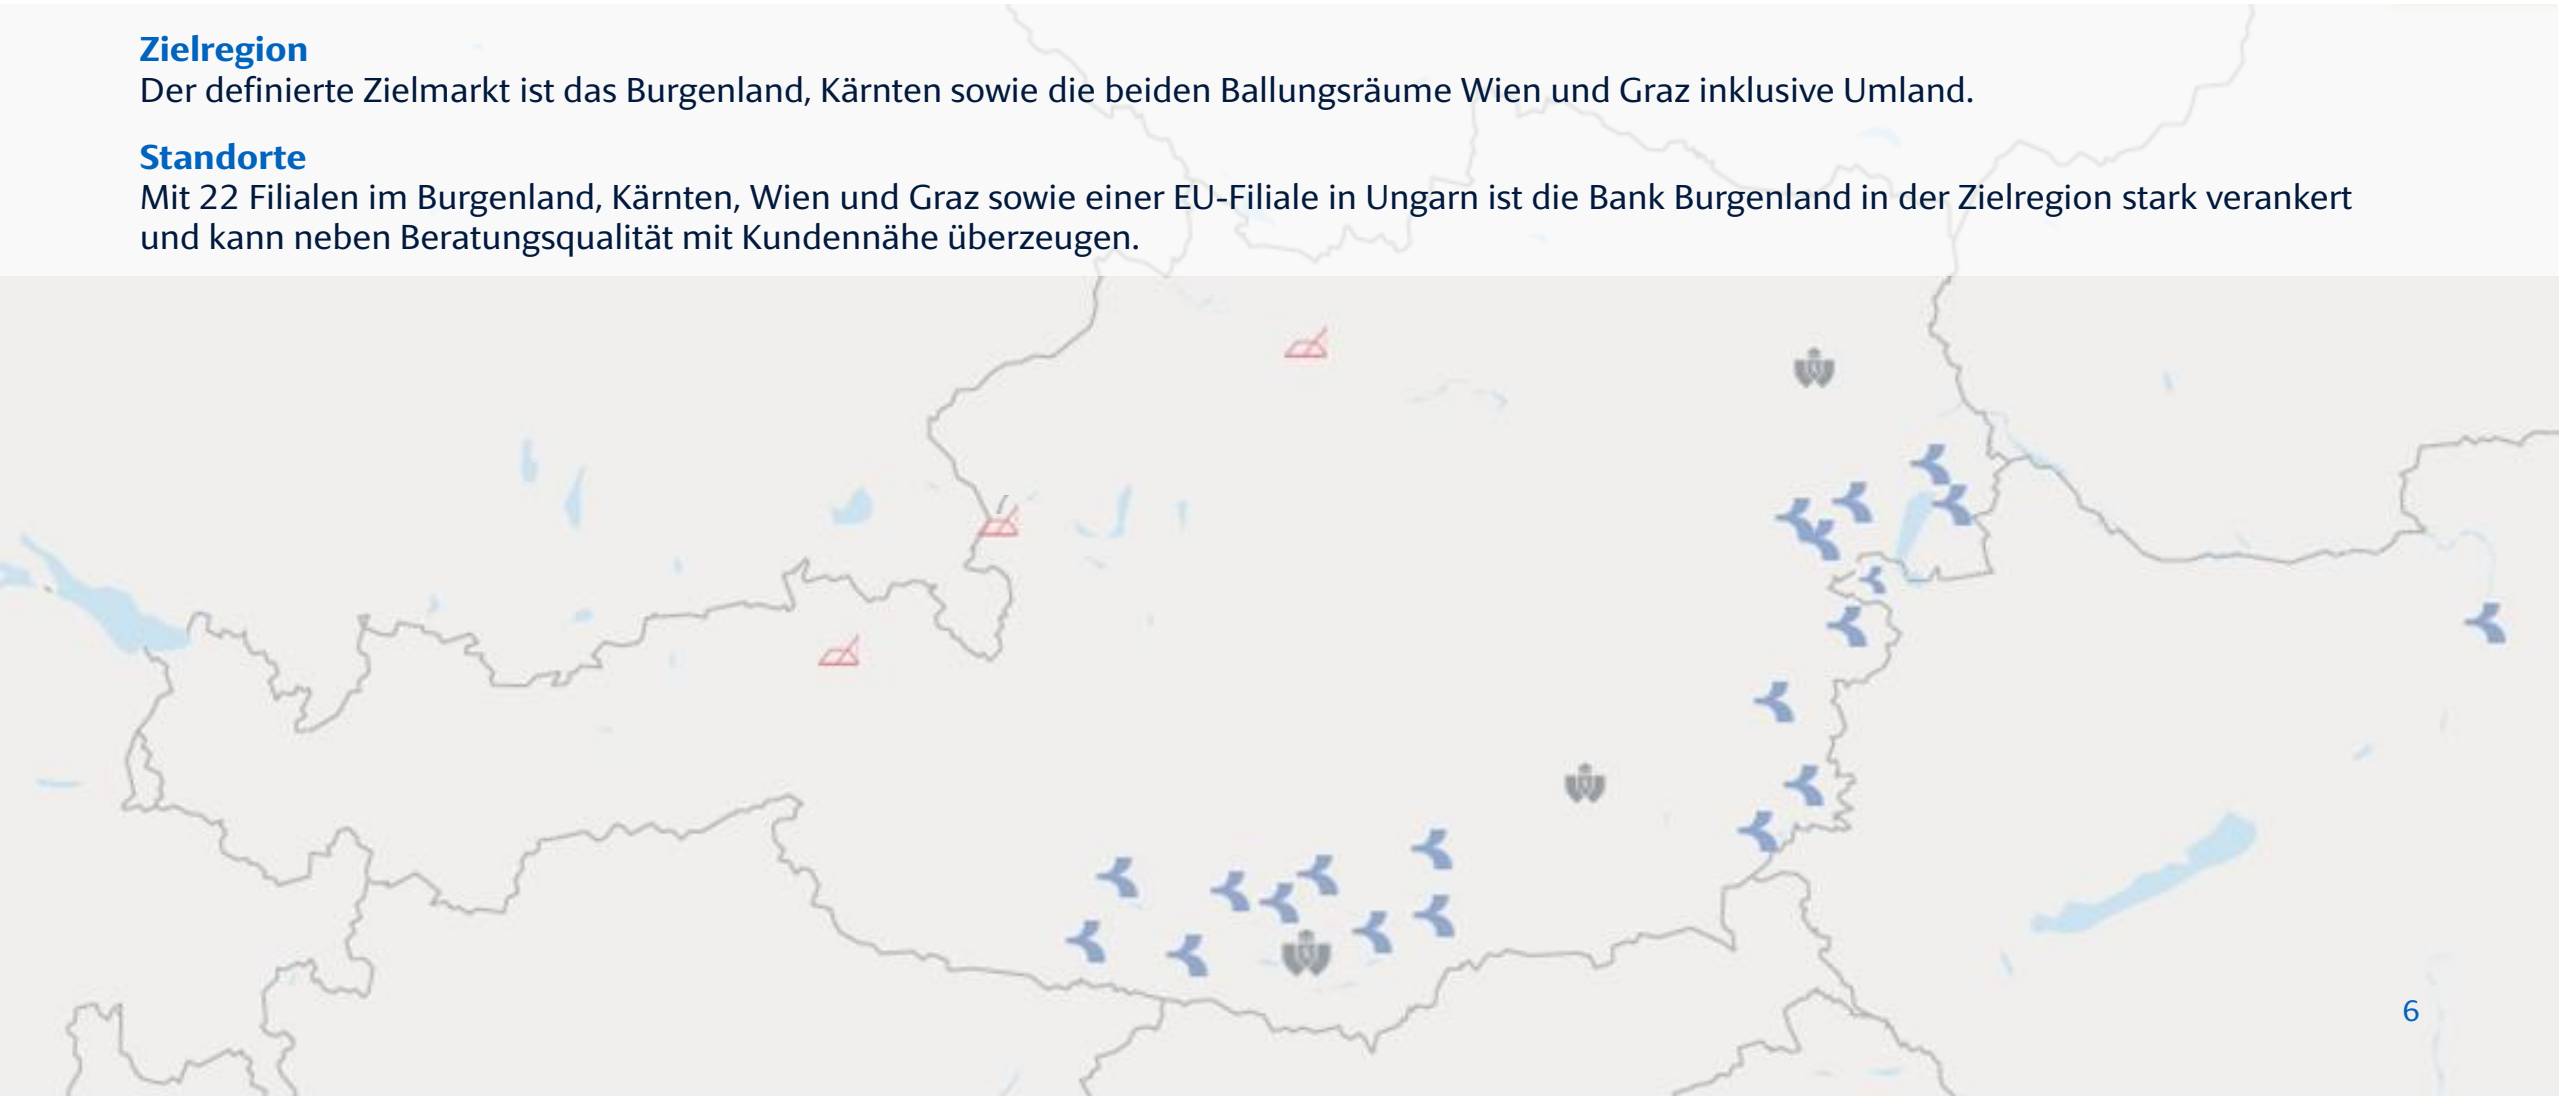 Zielregion
Der definierte Zielmarkt ist das Burgenland, Kärnten sowie die beiden Ballungsräume Wien und Graz inklusive Umland.
Standorte
Mit 22 Filialen im Burgenland, Kärnten, Wien und Graz sowie einer EU-Filiale in Ungarn ist die Bank Burgenland in der Zielregion stark verankert
und kann neben Beratungsqualität mit Kundennähe überzeugen.
6